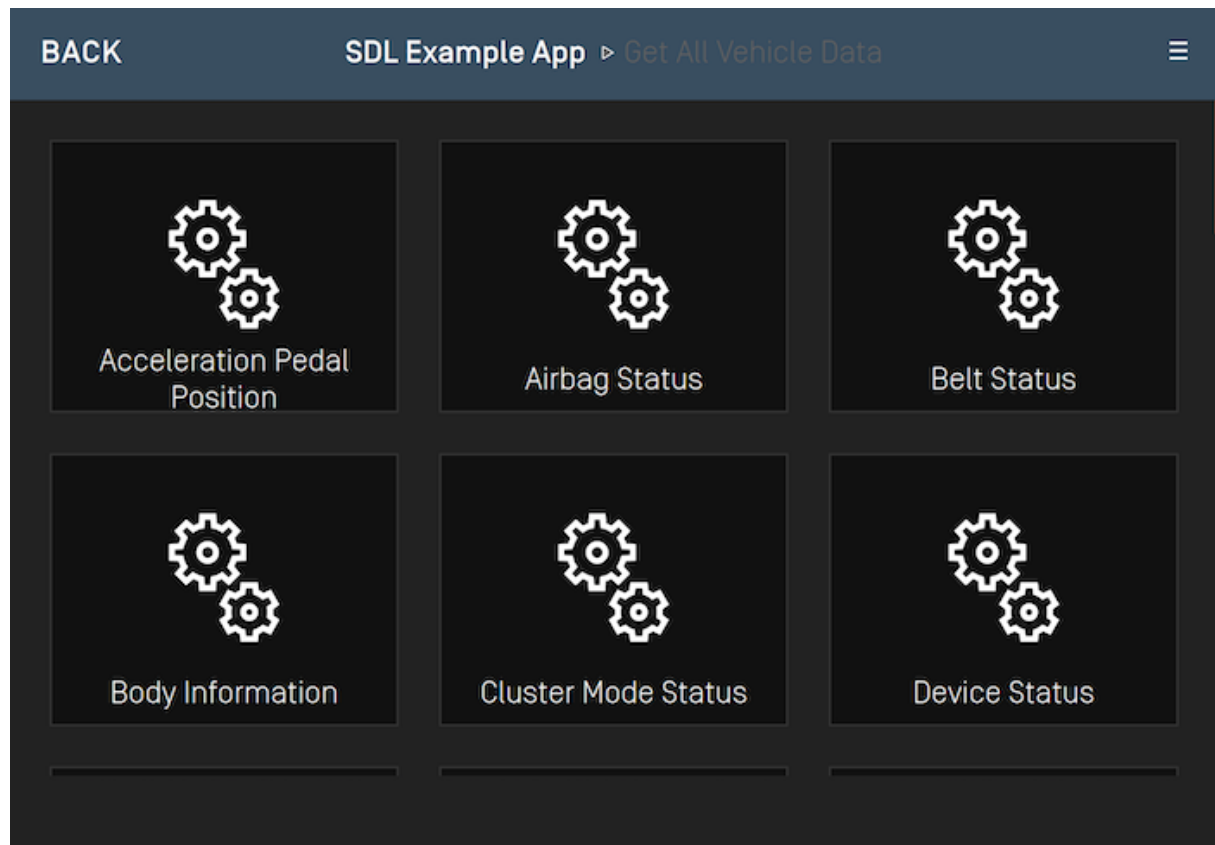 BACK
SDL Example App ▹ Get All Vehicle Data
Acceleration Pedal
Position
Airbag Status
Belt Status
Body Information
Cluster Mode Status
Device Status